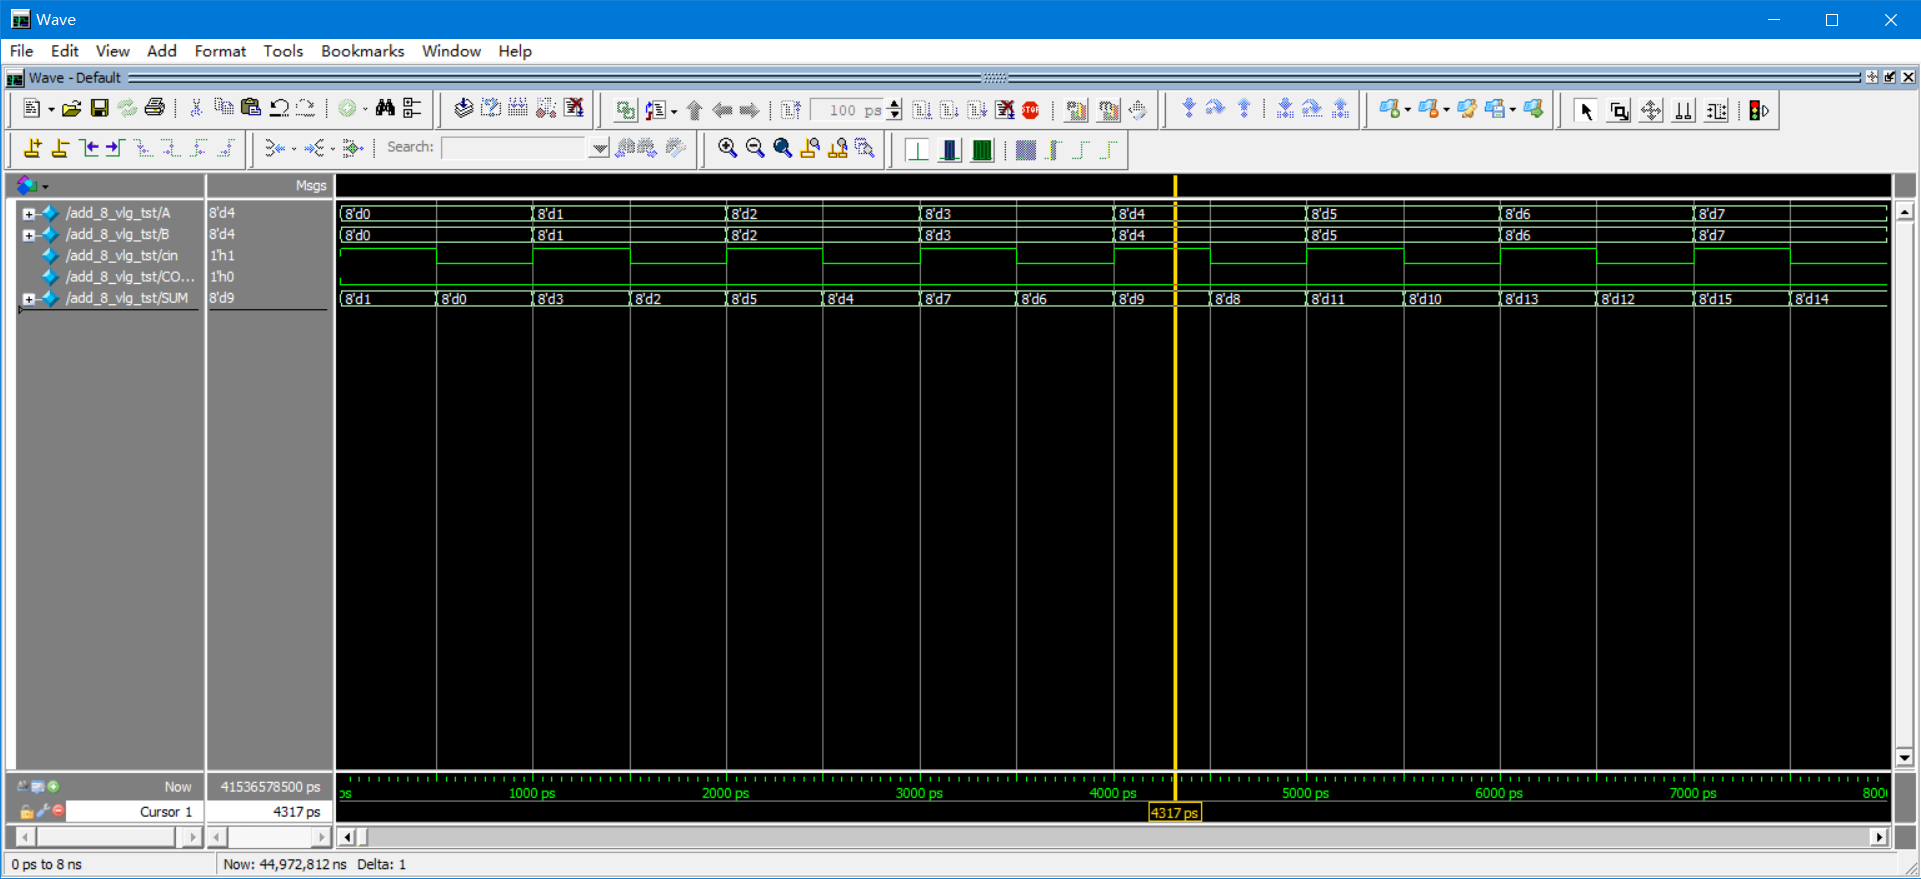 Wave
File Edit View Add Format Tools Bookmarks Window Help
Wave - Default
100 ps
STOP
Search:
Msgs
/add_8_vlg_tst/A 8'd4 8'd0 8'd1 8'd2 8'd3 8'd4 8'd5 8'd6 8'd7
/add_8_vlg_tst/B 8'd4 8'd0 8'd1 8'd2 8'd3 8'd4 8'd5 8'd6 8'd7
/add_8_vlg_tst/cin 1'h1
/add_8_vlg_tst/CO... 1'h0
/add_8_vlg_tst/SUM 8'd9 8'd1 8'd0 8'd3 8'd2 8'd5 8'd4 8'd7 8'd6 8'd9 8'd8 8'd11 8'd10 8'd13 8'd12 8'd15 8'd14
Now 41536578500 ps
ps 1000 ps 2000 ps 3000 ps 4000 ps 5000 ps 6000 ps 7000 ps 800
Cursor 1 4317 ps 4317 ps
0 ps to 8 ns Now: 44,972,812 ns Delta: 1